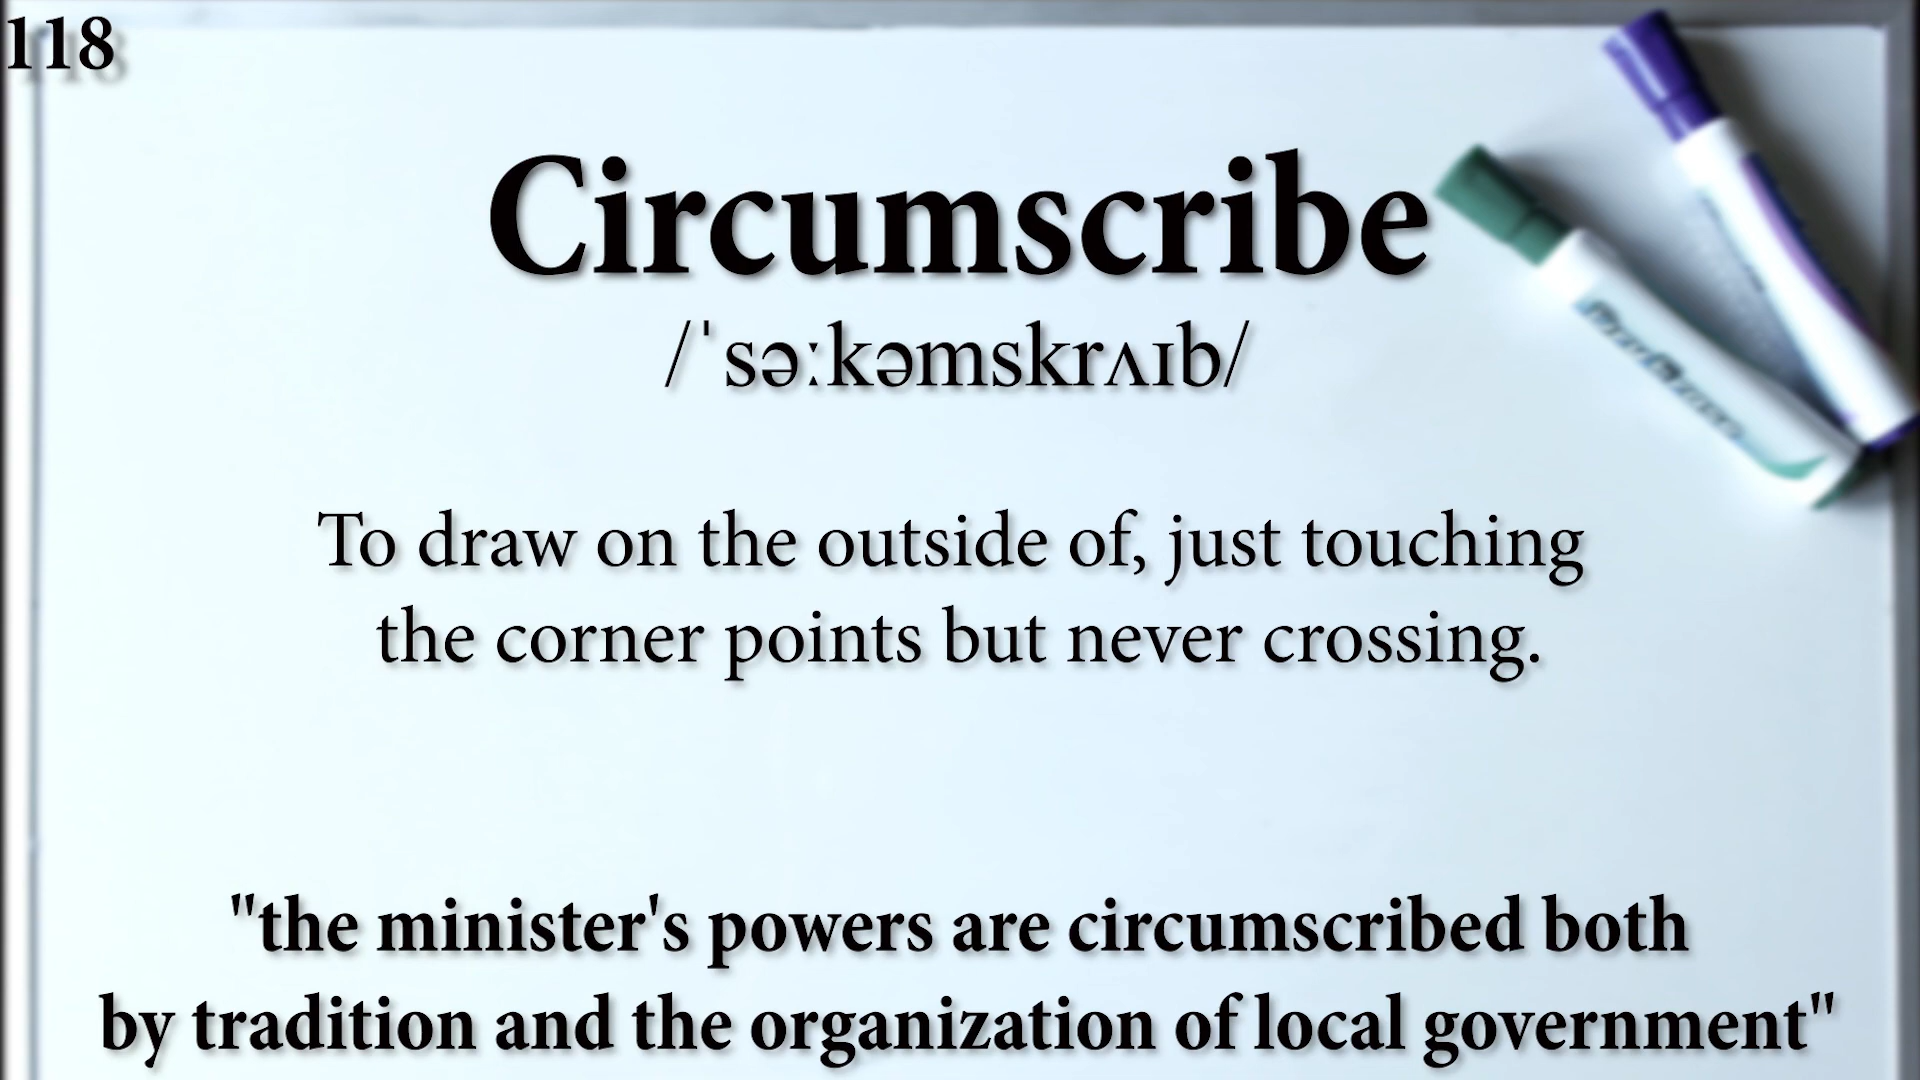 118
Circumscribe
/ˈsəːkəmskrʌɪb/
To draw on the outside of, just touching
the corner points but never crossing.
"the minister's powers are circumscribed both
by tradition and the organization of local government"